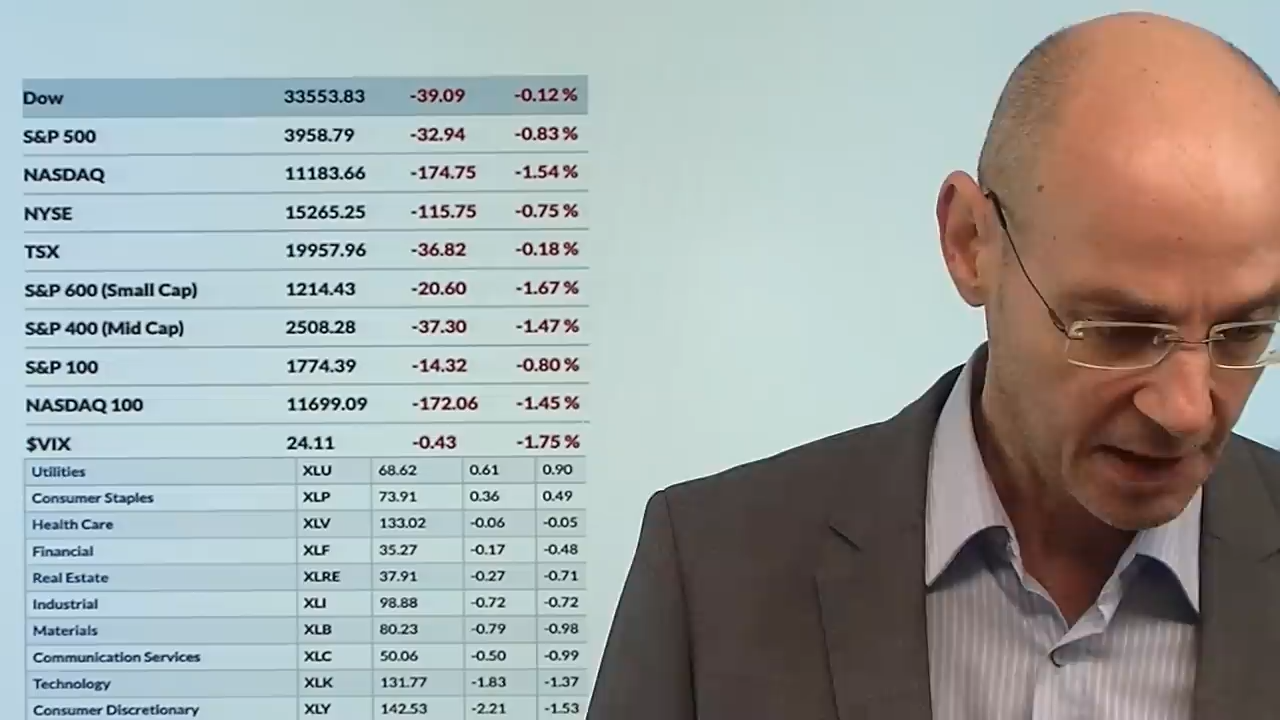 Dow 33553.83 -39.09 -0.12 %
S&P 500 3958.79 -32.94 -0.83 %
NASDAQ 11183.66 -174.75 -1.54 %
NYSE 15265.25 -115.75 -0.75 %
TSX 19957.96 -36.82 -0.18 %
S&P 600 (Small Cap) 1214.43 -20.60 -1.67 %
S&P 400 (Mid Cap) 2508.28 -37.30 -1.47 %
S&P 100 1774.39 -14.32 -0.80 %
NASDAQ 100 11699.09 -172.06 -1.45 %
$VIX 24.11 -0.43 -1.75 %
Utilities XLU 68.62 0.61 0.90
Consumer Staples XLP 73.91 0.36 0.49
Health Care XLV 133.02 -0.06 -0.05
Financial XLF 35.27 -0.17 -0.48
Real Estate XLRE 37.91 -0.27 -0.71
Industrial XLI 98.88 -0.72 -0.72
Materials XLB 80.23 -0.79 -0.98
Communication Services XLC 50.06 -0.50 -0.99
Technology XLK 131.77 -1.83 -1.37
Consumer Discretionary XLY 142.53 -2.21 -1.53